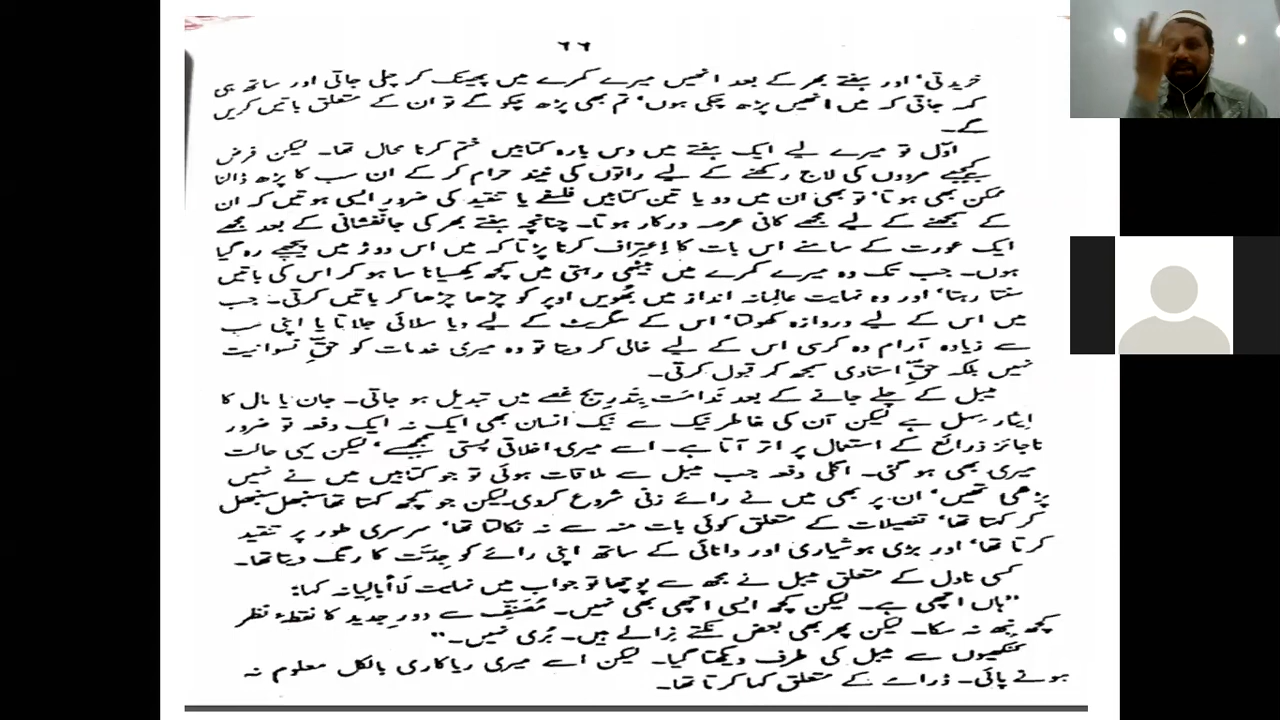 ۶۶
خریدتی، اور ہفتے بھر کے بعد انھیں میرے کمرے میں پھینک کر چلی جاتی اور ساتھ ہی
کہہ جاتی کہ میں انھیں پڑھ چکی ہوں، تم بھی پڑھ چکو گے تو ان کے متعلق باتیں کریں
گے۔
اوّل تو میرے لیے ایک ہفتے میں دس بارہ کتابیں ختم کرنا محال تھا۔ لیکن فرض
کیجیے مردوں کی لاج رکھنے کے لیے راتوں کی نیند حرام کر کے ان سب کا پڑھ ڈالنا
ممکن بھی ہوتا، تو بھی ان میں دو یا تین کتابیں فلسفے یا تنقید کی ضرور ایسی ہوتیں کہ ان
کے سمجھنے کے لیے مجھے کافی عرصہ درکار ہوتا۔ چنانچہ ہفتے بھر کی جانفشانی کے بعد مجھے
ایک عورت کے سامنے اس بات کا اِعتِراف کرنا پڑتا کہ میں اس دوڑ میں پیچھے رہ گیا
ہوں۔ جب تک وہ میرے کمرے میں بیٹھی رہتی میں کچھ کھسیانا سا ہو کر اس کی باتیں
سنتا رہتا، اور وہ نہایت عالِمانہ انداز میں بھَویں اوپر کو چڑھا چڑھا کر باتیں کرتی۔ جب
میں اس کے لیے دروازہ کھولتا، اس کے سگریٹ کے لیے دیا سلائی جلاتا یا اپنی سب
سے زیادہ آرام دہ کرسی اس کے لیے خالی کر دیتا تو وہ میری خدمات کو حقِّ نسوانیت
نہیں بلکہ حقِّ استادی سمجھ کر قبول کرتی۔
میبل کے چلے جانے کے بعد نَدامَت بَتَدرِیج غصے میں تبدیل ہو جاتی۔ جان یا مال کا
اِیثار سہل ہے لیکن آن کی خاطر نیک سے نیک انسان بھی ایک نہ ایک دفعہ تو ضرور
ناجائز ذرائع کے استعمال پر اتر آتا ہے۔ اسے میری اخلاقی پستی سمجھیے، لیکن یہی حالت
میری بھی ہو گئی۔ اگلی دفعہ جب میبل سے ملاقات ہوئی تو جو کتابیں میں نے نہیں
پڑھی تھیں، ان پر بھی میں نے رائے زنی شروع کر دی لیکن جو کچھ کہتا تھا سنبھل سنبھل
کر کہتا تھا، تفصیلات کے متعلق کوئی بات منہ سے نہ نکالتا تھا، سرسری طور پر تنقید
کرتا تھا، اور بڑی ہوشیاری اور دانائی کے ساتھ اپنی رائے کو جِدَّت کا رنگ دیتا تھا۔
کسی ناول کے متعلق میبل نے مجھ سے پوچھا تو جواب میں نہایت لَااُبالِیانہ کہا:
"ہاں اچھی ہے۔ لیکن کچھ ایسی اچھی بھی نہیں۔ مُصَنِّف سے دورِ جدید کا نقطۂ نظر
کچھ نبھ نہ سکا۔ لیکن پھر بھی بعض نکتے نِرالے ہیں۔ بُری نہیں۔"
کنکھیوں سے میبل کی طرف دیکھتا گیا۔ لیکن اسے میری ریاکاری بالکل معلوم نہ
ہونے پائی۔ ڈرامے کے متعلق کہا کرتا تھا۔